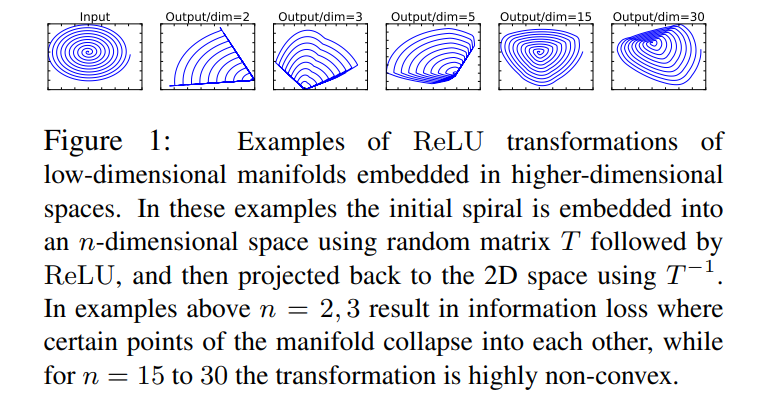 Input Output/dim=2 Output/dim=3 Output/dim=5 Output/dim=15 Output/dim=30
Figure 1: Examples of ReLU transformations of
low-dimensional manifolds embedded in higher-dimensional
spaces. In these examples the initial spiral is embedded into
an n-dimensional space using random matrix T followed by
ReLU, and then projected back to the 2D space using T⁻¹.
In examples above n = 2, 3 result in information loss where
certain points of the manifold collapse into each other, while
for n = 15 to 30 the transformation is highly non-convex.